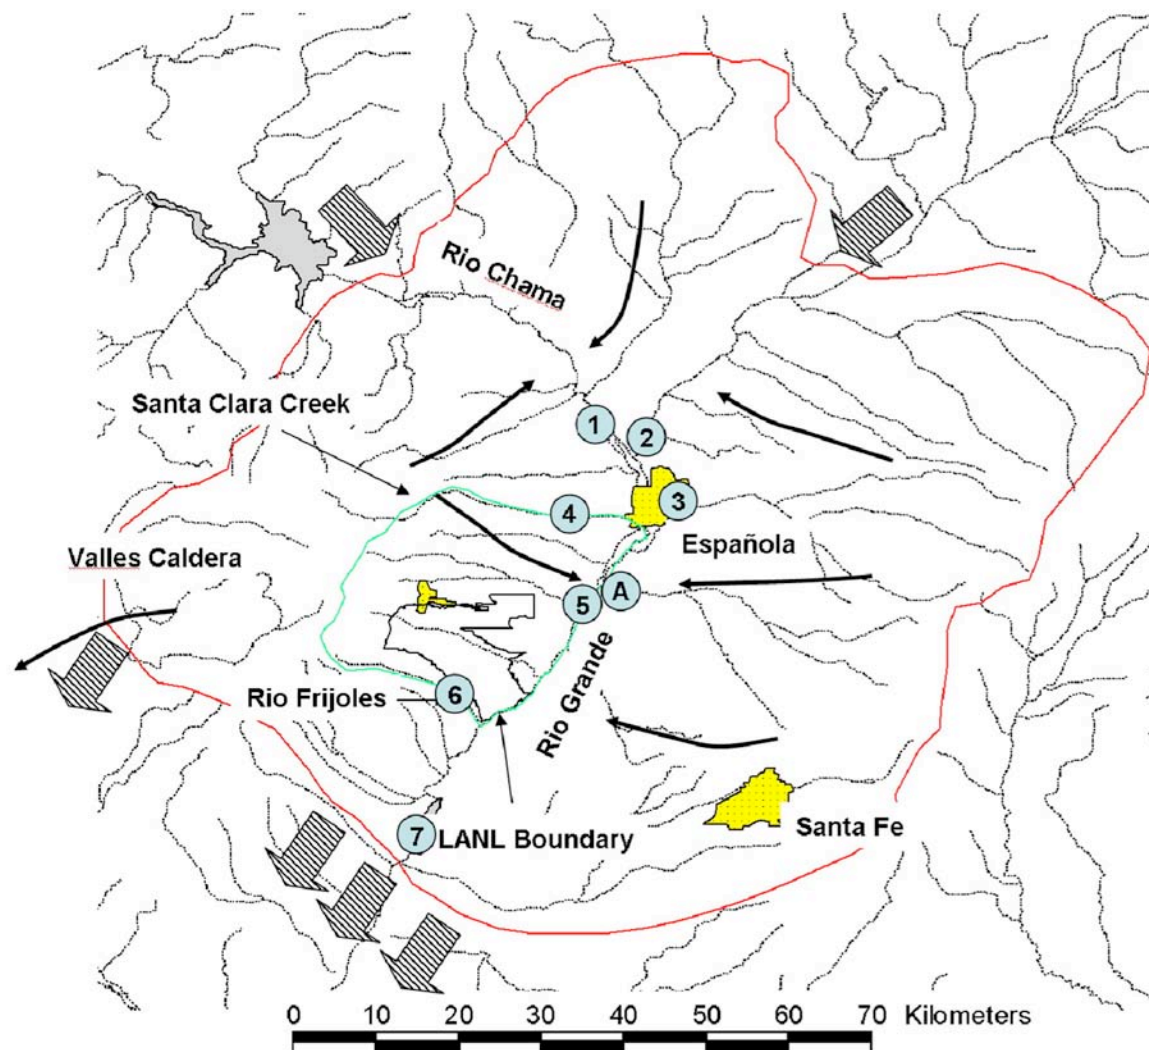 Rio Chama
Santa Clara Creek
1
2
3
4
Española
Valles Caldera
A
5
Rio Frijoles
6
Rio Grande
7
LANL Boundary
Santa Fe
0 10 20 30 40 50 60 70 Kilometers